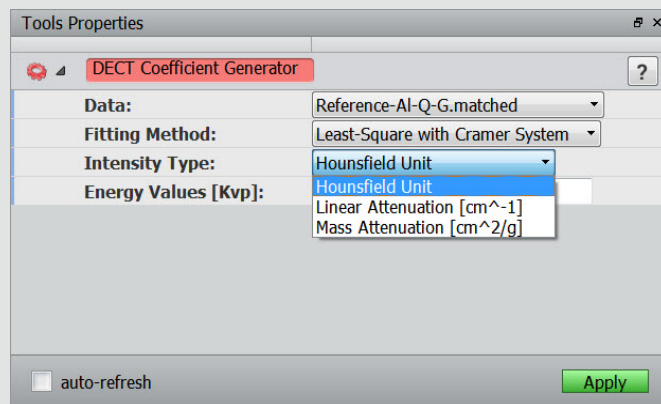 Tools Properties
DECT Coefficient Generator
?
Data: Reference-Al-Q-G.matched
Fitting Method: Least-Square with Cramer System
Intensity Type: Hounsfield Unit
Hounsfield Unit
Energy Values [Kvp]:
Linear Attenuation [cm^-1]
Mass Attenuation [cm^2/g]
auto-refresh
Apply